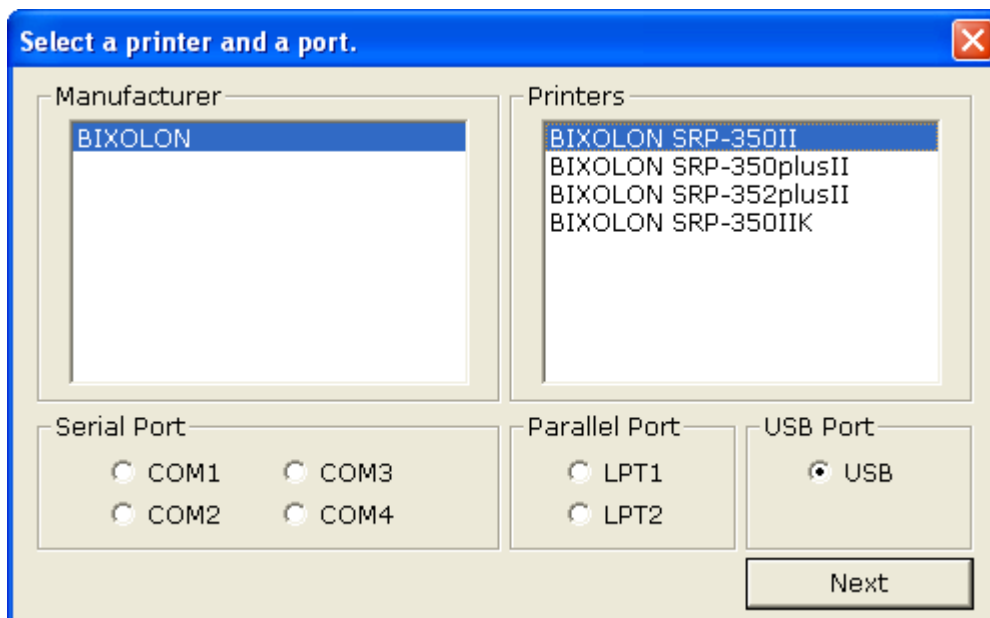 Select a printer and a port.
Manufacturer
BIXOLON
Printers
BIXOLON SRP-350II
BIXOLON SRP-350plusII
BIXOLON SRP-352plusII
BIXOLON SRP-350IIK
Serial Port
COM1
COM3
COM2
COM4
Parallel Port
LPT1
LPT2
USB Port
USB
Next